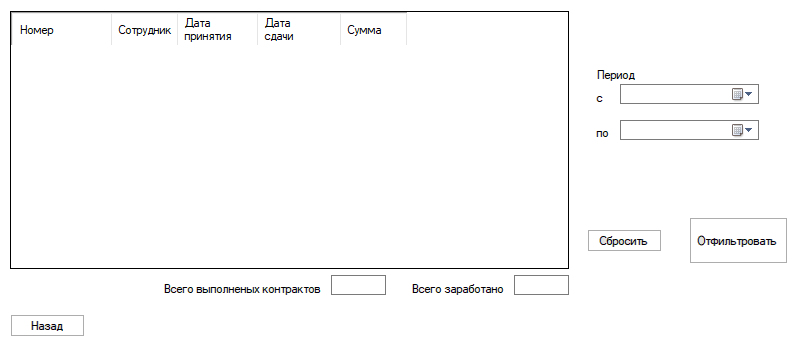 Номер Сотрудник Дата принятия Дата сдачи Сумма
Период
с
по
Сбросить Отфильтровать
Всего выполненых контрактов Всего заработано
Назад